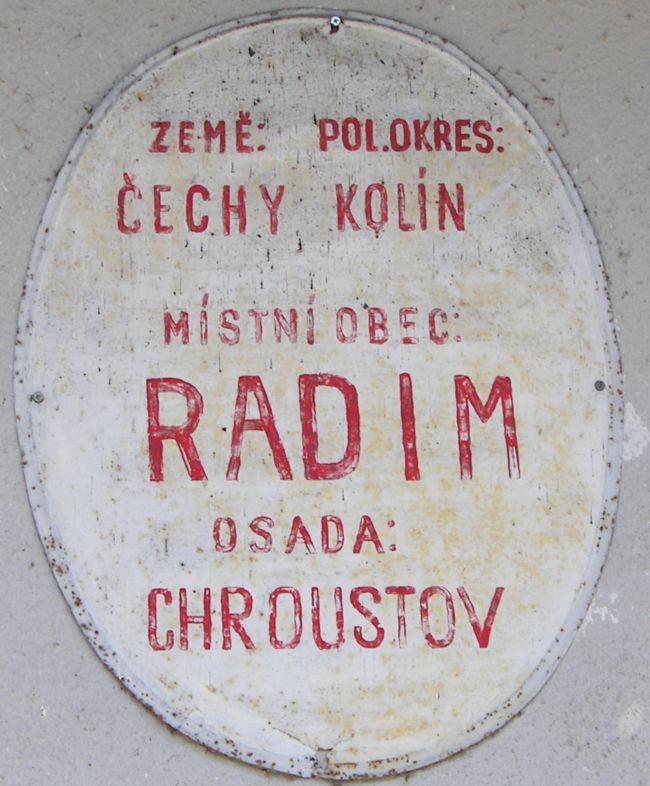 ZEMĚ: POL.OKRES:
ČECHY KOLÍN
MÍSTNÍ OBEC:
RADIM
OSADA:
CHROUSTOV